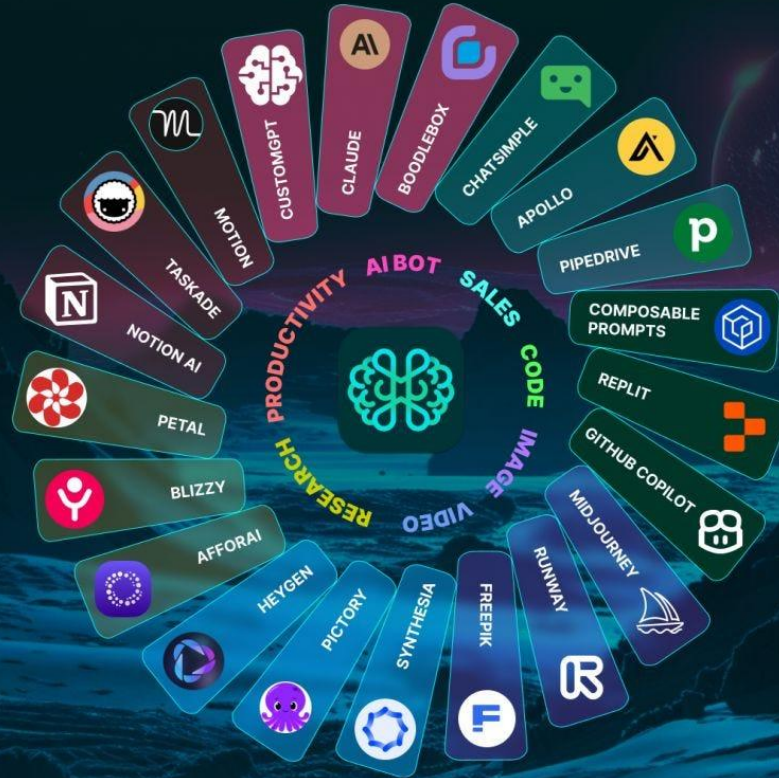 AI BOT
SALES
CODE
IMAGE
VIDEO
RESEARCH
PRODUCTIVITY
CUSTOMGPT
CLAUDE
BOODLEBOX
CHATSIMPLE
APOLLO
PIPEDRIVE
COMPOSABLE
PROMPTS
REPLIT
GITHUB COPILOT
MIDJOURNEY
RUNWAY
FREEPIK
SYNTHESIA
PICTORY
HEYGEN
AFFORAI
BLIZZY
PETAL
NOTION AI
TASKADE
MOTION